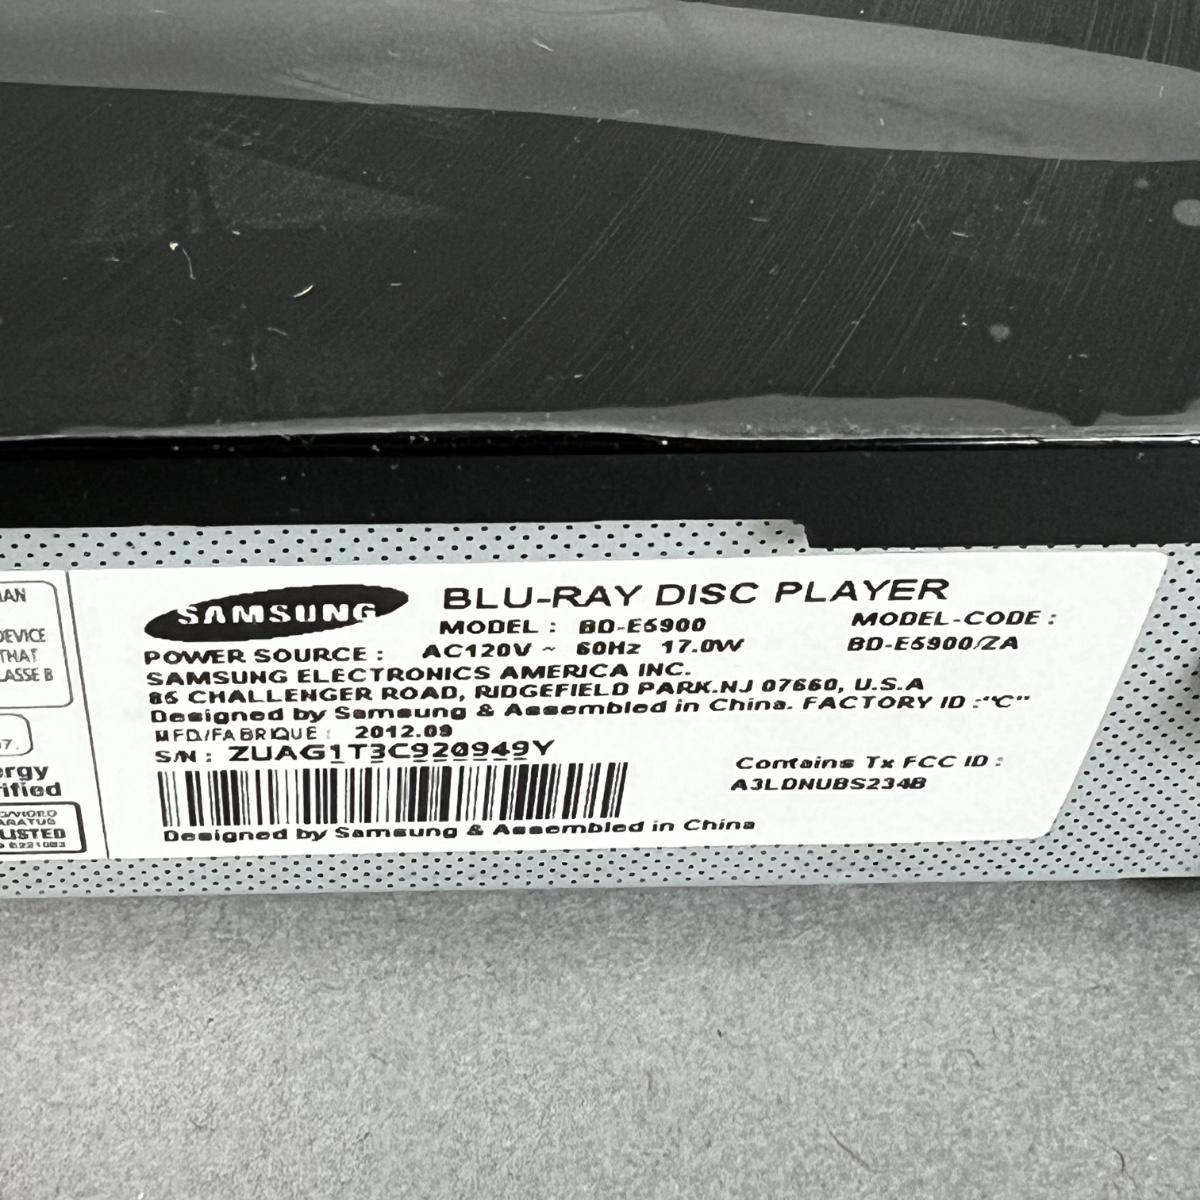 IAN
DEVICE
THAT
LASSE B
07.
ergy
ified
LISTED
SAMSUNG
BLU-RAY DISC PLAYER
MODEL : BD-E5900
MODEL-CODE :
BD-E5900/ZA
POWER SOURCE : AC120V ~ 60Hz 17.0W
SAMSUNG ELECTRONICS AMERICA INC.
85 CHALLENGER ROAD, RIDGEFIELD PARK.NJ 07660, U.S.A
Designed by Samsung & Assembled in China. FACTORY ID :"C"
MFD/FABRIQUE : 2012.09
S/N : ZUAG1T3C920949Y
Contains Tx FCC ID :
A3LDNUBS234B
Designed by Samsung & Assembled in China